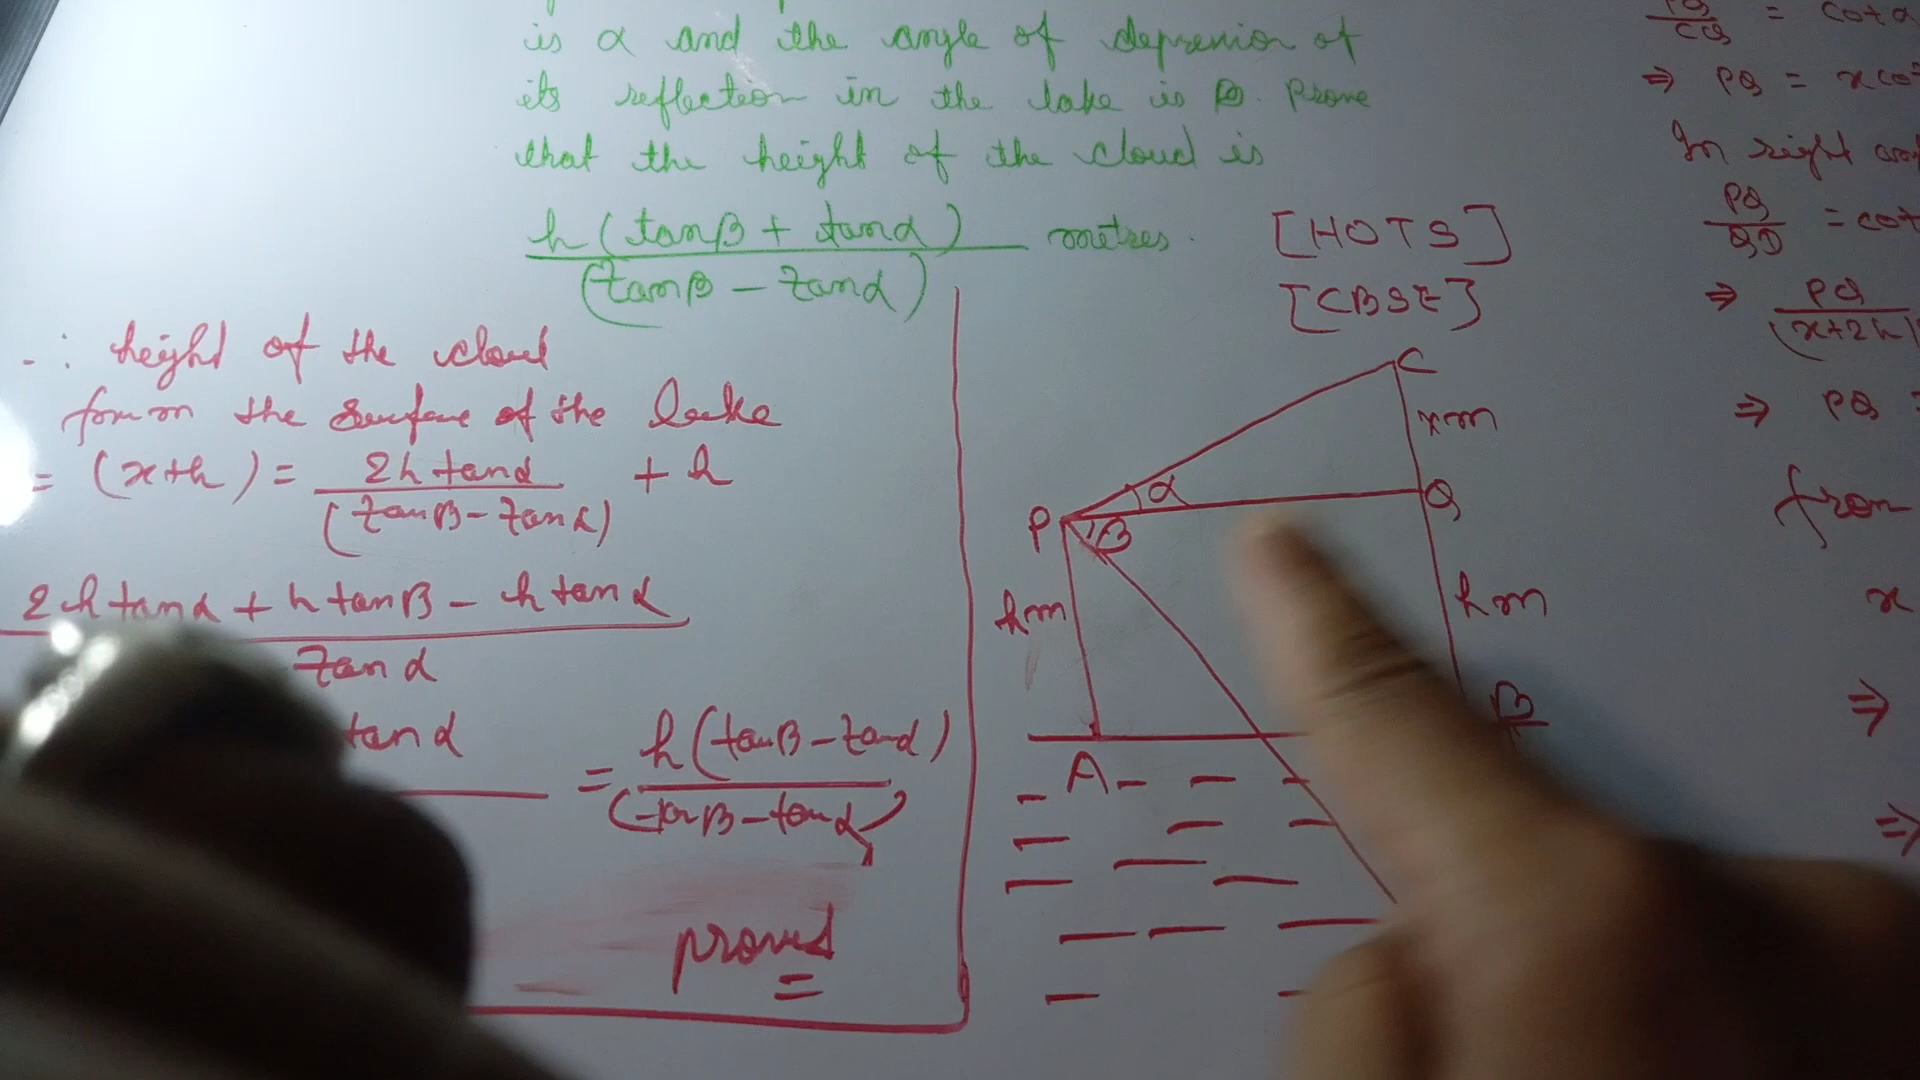 is α and the angle of depression of
its reflection in the lake is β. Prove
that the height of the cloud is
h(tanβ + tanα)
(tanβ - tanα)
metres.
[HOTS]
[CBSE]
∴ height of the cloud
from the surface of the lake
= (x+h) = 2h tanα + h
(tanβ - tanα)
2h tanα + h tanβ - h tanα
tanα
tanα
= h(tanβ - tanα)
(tanβ - tanα)
proved
C
xm
P
α
Q
β
hm
hm
B
A
PQ = cotα
CQ
⇒ PQ = x cot
In right
PQ = cot
QD
⇒ PQ
(x+2h)
⇒ PQ =
from
x
⇒
⇒